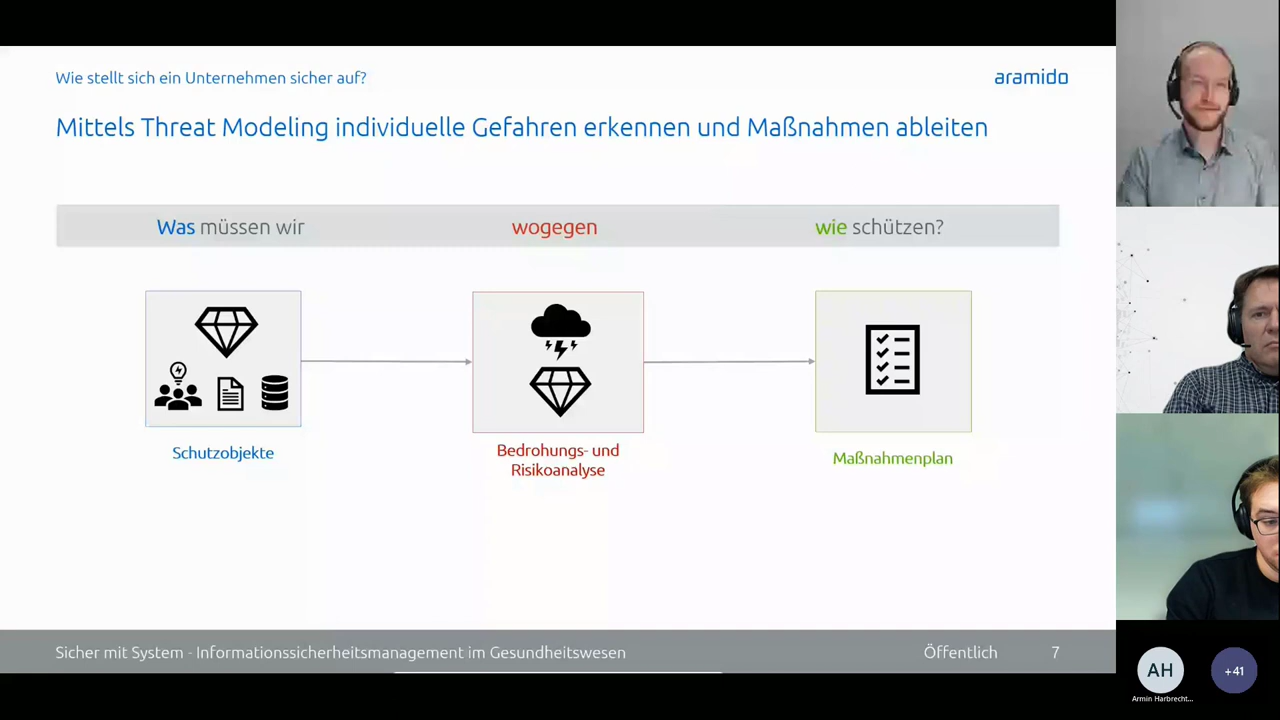 Wie stellt sich ein Unternehmen sicher auf?
aramido
Mittels Threat Modeling individuelle Gefahren erkennen und Maßnahmen ableiten
Was müssen wir
wogegen
wie schützen?
Schutzobjekte
Bedrohungs- und
Risikoanalyse
Maßnahmenplan
Sicher mit System - Informationssicherheitsmanagement im Gesundheitswesen
Öffentlich
7
AH
+41
Armin Harbrecht...